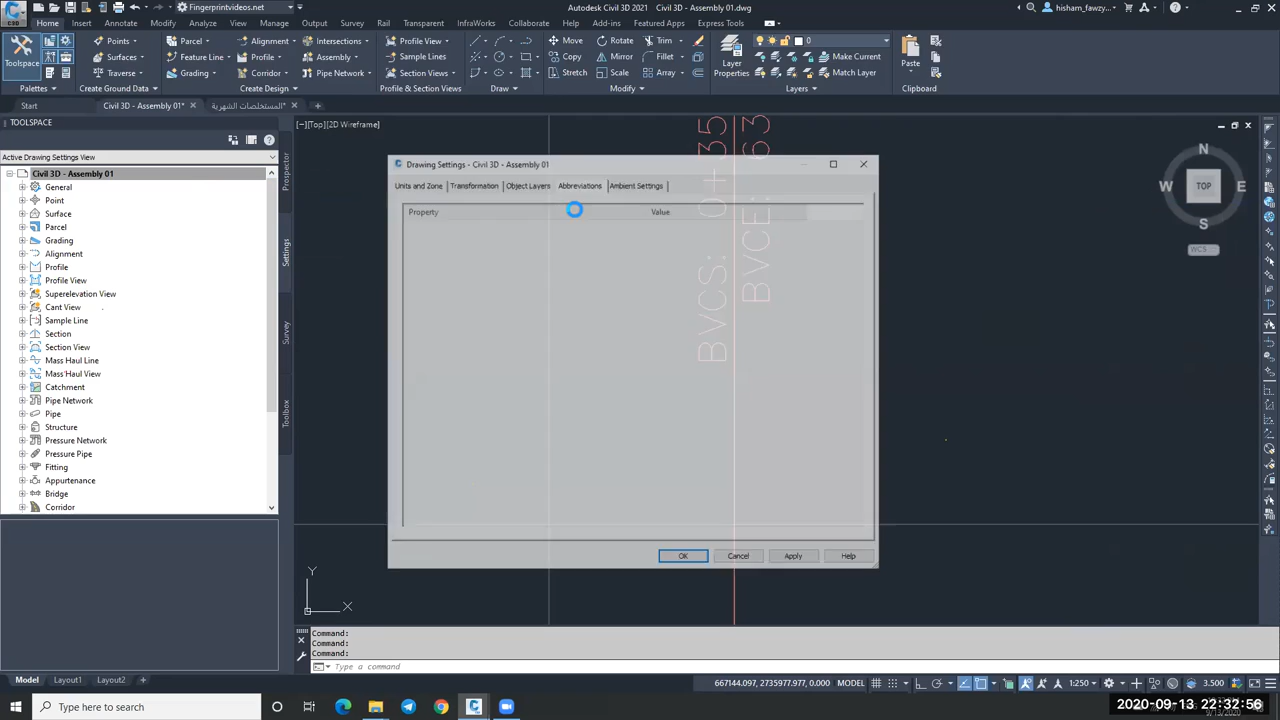 C3D
Fingerprintvideos.net
Autodesk Civil 3D 2021 Civil 3D - Assembly 01.dwg
hisham_fawzy...
Home Insert Annotate Modify Analyze View Manage Output Survey Rail Transparent InfraWorks Collaborate Help Add-ins Featured Apps Express Tools
Toolspace
Palettes
Points
Surfaces
Traverse
Create Ground Data
Parcel
Feature Line
Grading
Alignment
Profile
Corridor
Intersections
Assembly
Pipe Network
Create Design
Profile View
Sample Lines
Section Views
Profile & Section Views
Draw
Move
Copy
Stretch
Rotate
Mirror
Scale
Trim
Fillet
Array
Modify
Layer
Properties
0
Make Current
Match Layer
Layers
Paste
Clipboard
Start Civil 3D - Assembly 01* المستخلصات الشهرية*
TOOLSPACE
Active Drawing Settings View
Civil 3D - Assembly 01
General
Point
Surface
Parcel
Grading
Alignment
Profile
Profile View
Superelevation View
Cant View
Sample Line
Section
Section View
Mass Haul Line
Mass Haul View
Catchment
Pipe Network
Pipe
Structure
Pressure Network
Pressure Pipe
Fitting
Appurtenance
Bridge
Corridor
Prospector
Settings
Survey
Toolbox
[−][Top][2D Wireframe]
Drawing Settings - Civil 3D - Assembly 01
Units and Zone Transformation Object Layers Abbreviations Ambient Settings
Property Value
OK Cancel Apply Help
BVCS: 0+ 35
BVCE: 63
N
W TOP E
S
WCS
Y
X
Command:
Command:
Command:
Type a command
Model Layout1 Layout2
667144.097, 2735977.977, 0.000 MODEL 1:250 3.500
Type here to search
2020-09-13 22:32:56
9/13/2020